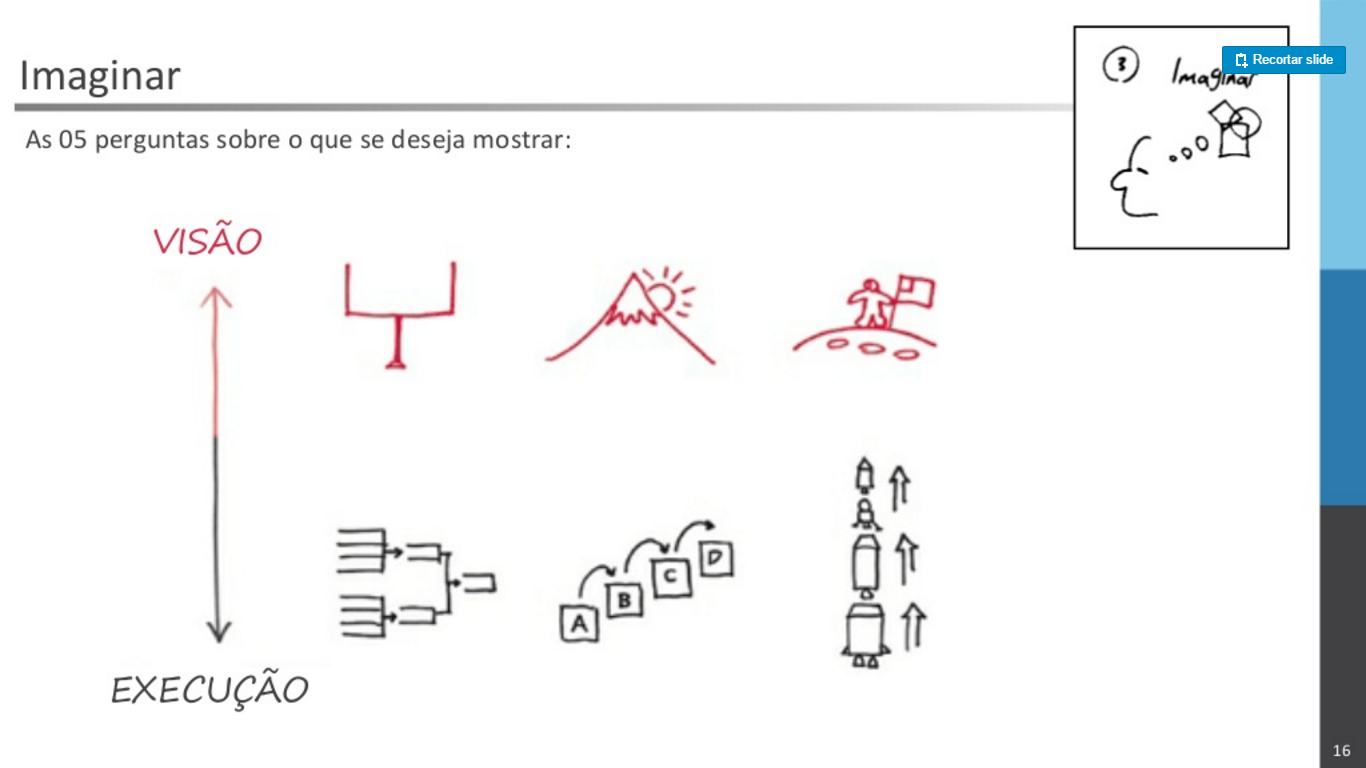 Imaginar
3 Imaginar
Recortar slide
As 05 perguntas sobre o que se deseja mostrar:
VISÃO
A
B
C
D
EXECUÇÃO
16